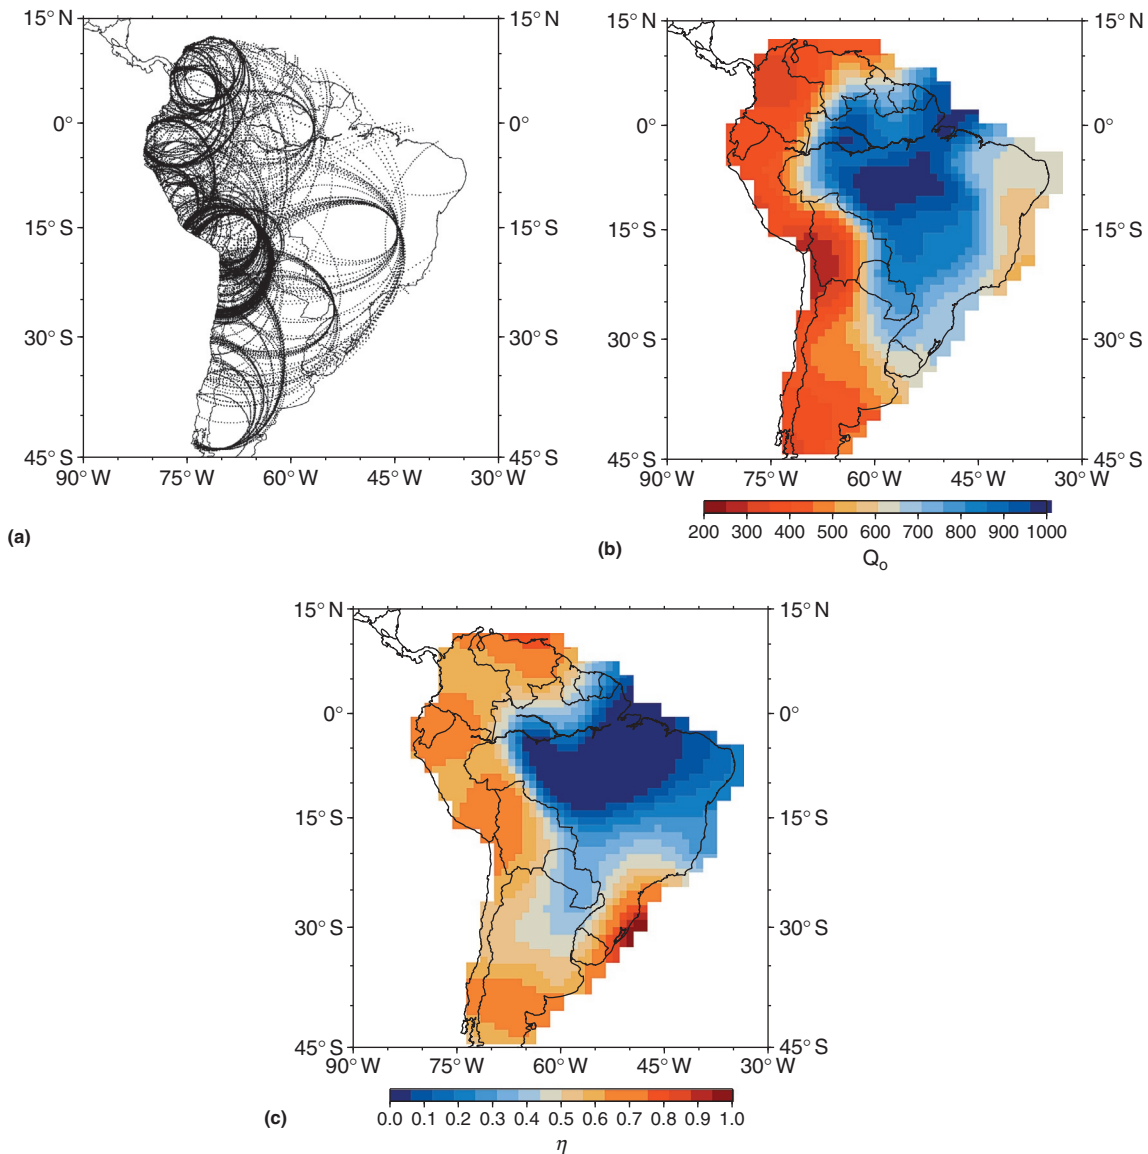 15° N 15° N 15° N 15° N
0° 0° 0° 0°
15° S 15° S 15° S 15° S
30° S 30° S 30° S 30° S
45° S 45° S 45° S 45° S
90° W 75° W 60° W 45° W 30° W 90° W 75° W 60° W 45° W 30° W
(a)
200 300 400 500 600 700 800 900 1000
(b)
Qo
15° N 15° N
0° 0°
15° S 15° S
30° S 30° S
45° S 45° S
90° W 75° W 60° W 45° W 30° W
(c)
0.0 0.1 0.2 0.3 0.4 0.5 0.6 0.7 0.8 0.9 1.0
η